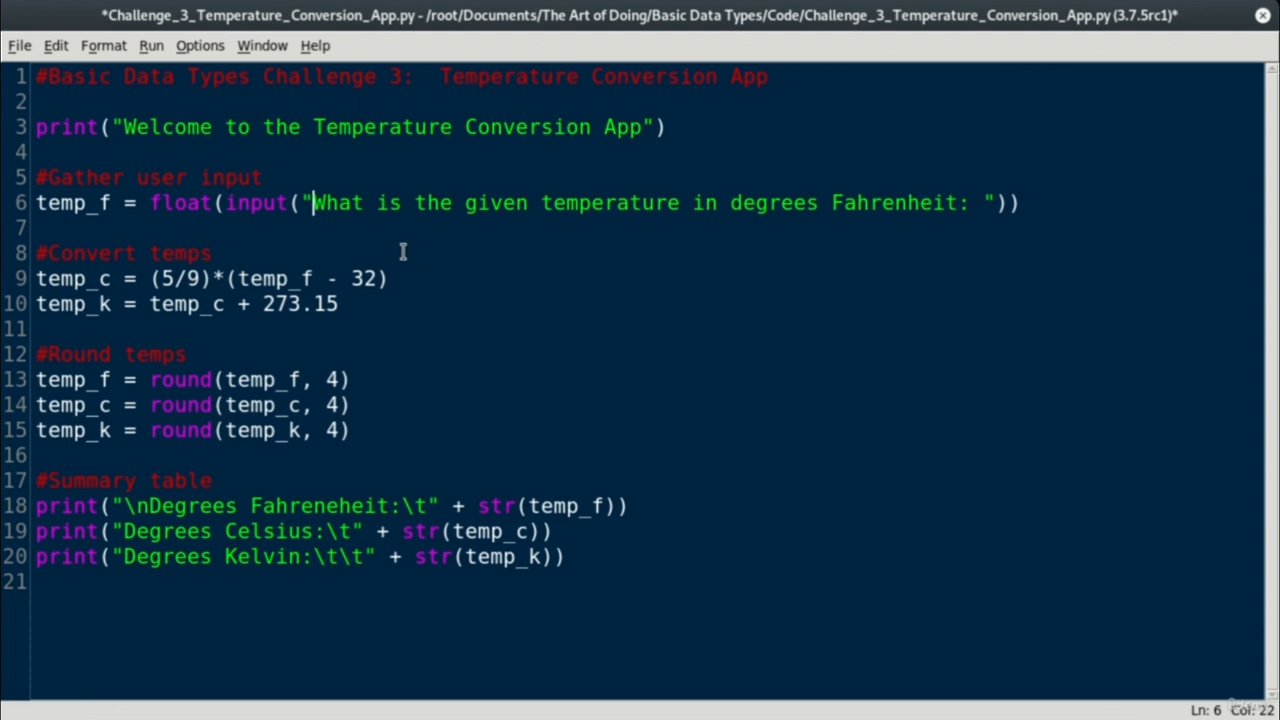 *Challenge_3_Temperature_Conversion_App.py - /root/Documents/The Art of Doing/Basic Data Types/Code/Challenge_3_Temperature_Conversion_App.py (3.7.5rc1)*
File Edit Format Run Options Window Help
1 #Basic Data Types Challenge 3:  Temperature Conversion App
2
3 print("Welcome to the Temperature Conversion App")
4
5 #Gather user input
6 temp_f = float(input("What is the given temperature in degrees Fahrenheit: "))
7
8 #Convert temps
9 temp_c = (5/9)*(temp_f - 32)
10 temp_k = temp_c + 273.15
11
12 #Round temps
13 temp_f = round(temp_f, 4)
14 temp_c = round(temp_c, 4)
15 temp_k = round(temp_k, 4)
16
17 #Summary table
18 print("\nDegrees Fahreneheit:\t" + str(temp_f))
19 print("Degrees Celsius:\t" + str(temp_c))
20 print("Degrees Kelvin:\t\t" + str(temp_k))
21
Ln: 6 Col: 22